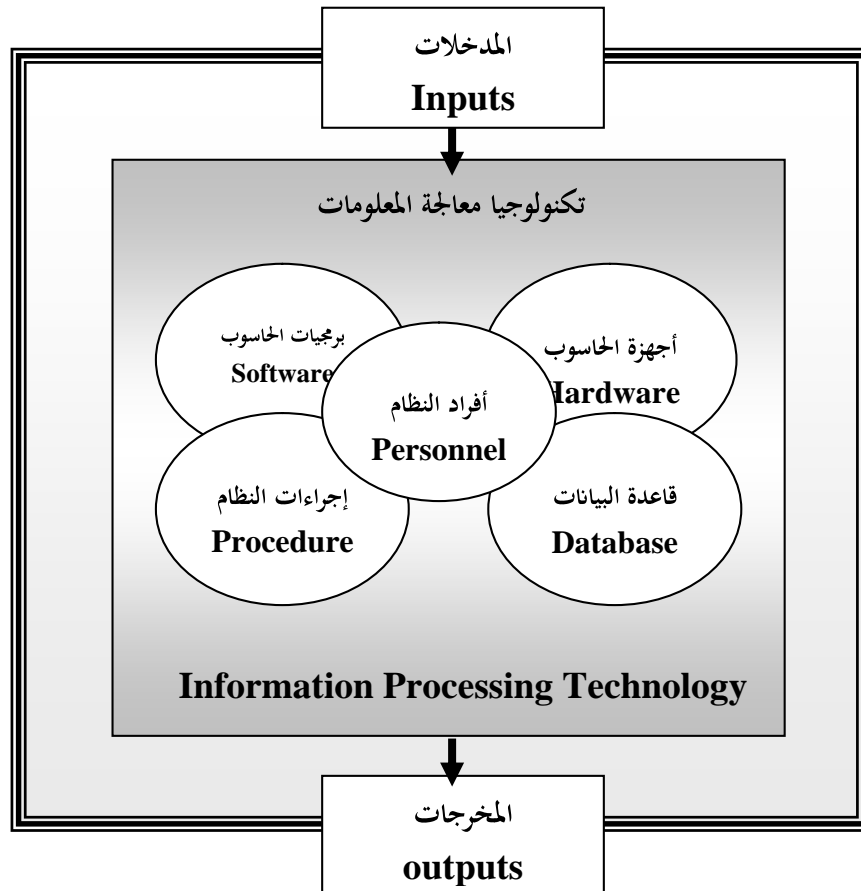 المدخلات
Inputs
تكنولوجيا معالجة المعلومات
برمجيات الحاسوب
Software
أجهزة الحاسوب
Hardware
أفراد النظام
Personnel
إجراءات النظام
Procedure
قاعدة البيانات
Database
Information Processing Technology
المخرجات
outputs